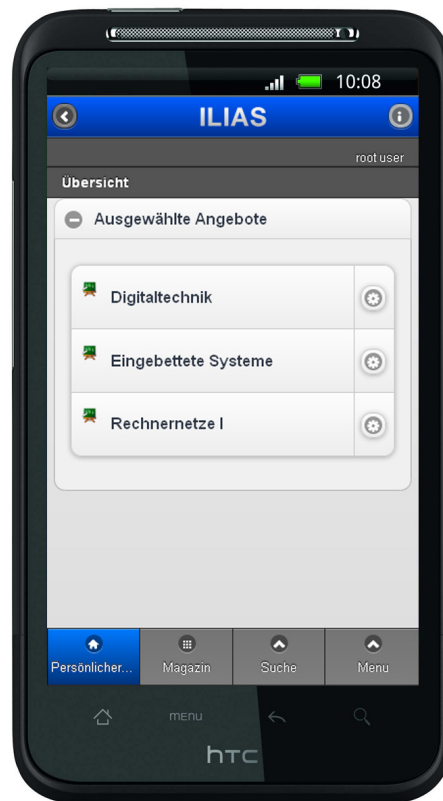 10:08
ILIAS
root user
Übersicht
Ausgewählte Angebote
Digitaltechnik
Eingebettete Systeme
Rechnernetze I
Persönlicher...
Magazin
Suche
Menu
MENU
hTC